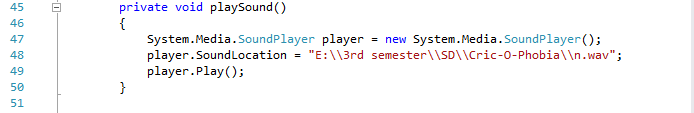 45 private void playSound()
46 {
47 System.Media.SoundPlayer player = new System.Media.SoundPlayer();
48 player.SoundLocation = "E:\\3rd semester\\SD\\Cric-O-Phobia\\n.wav";
49 player.Play();
50 }
51